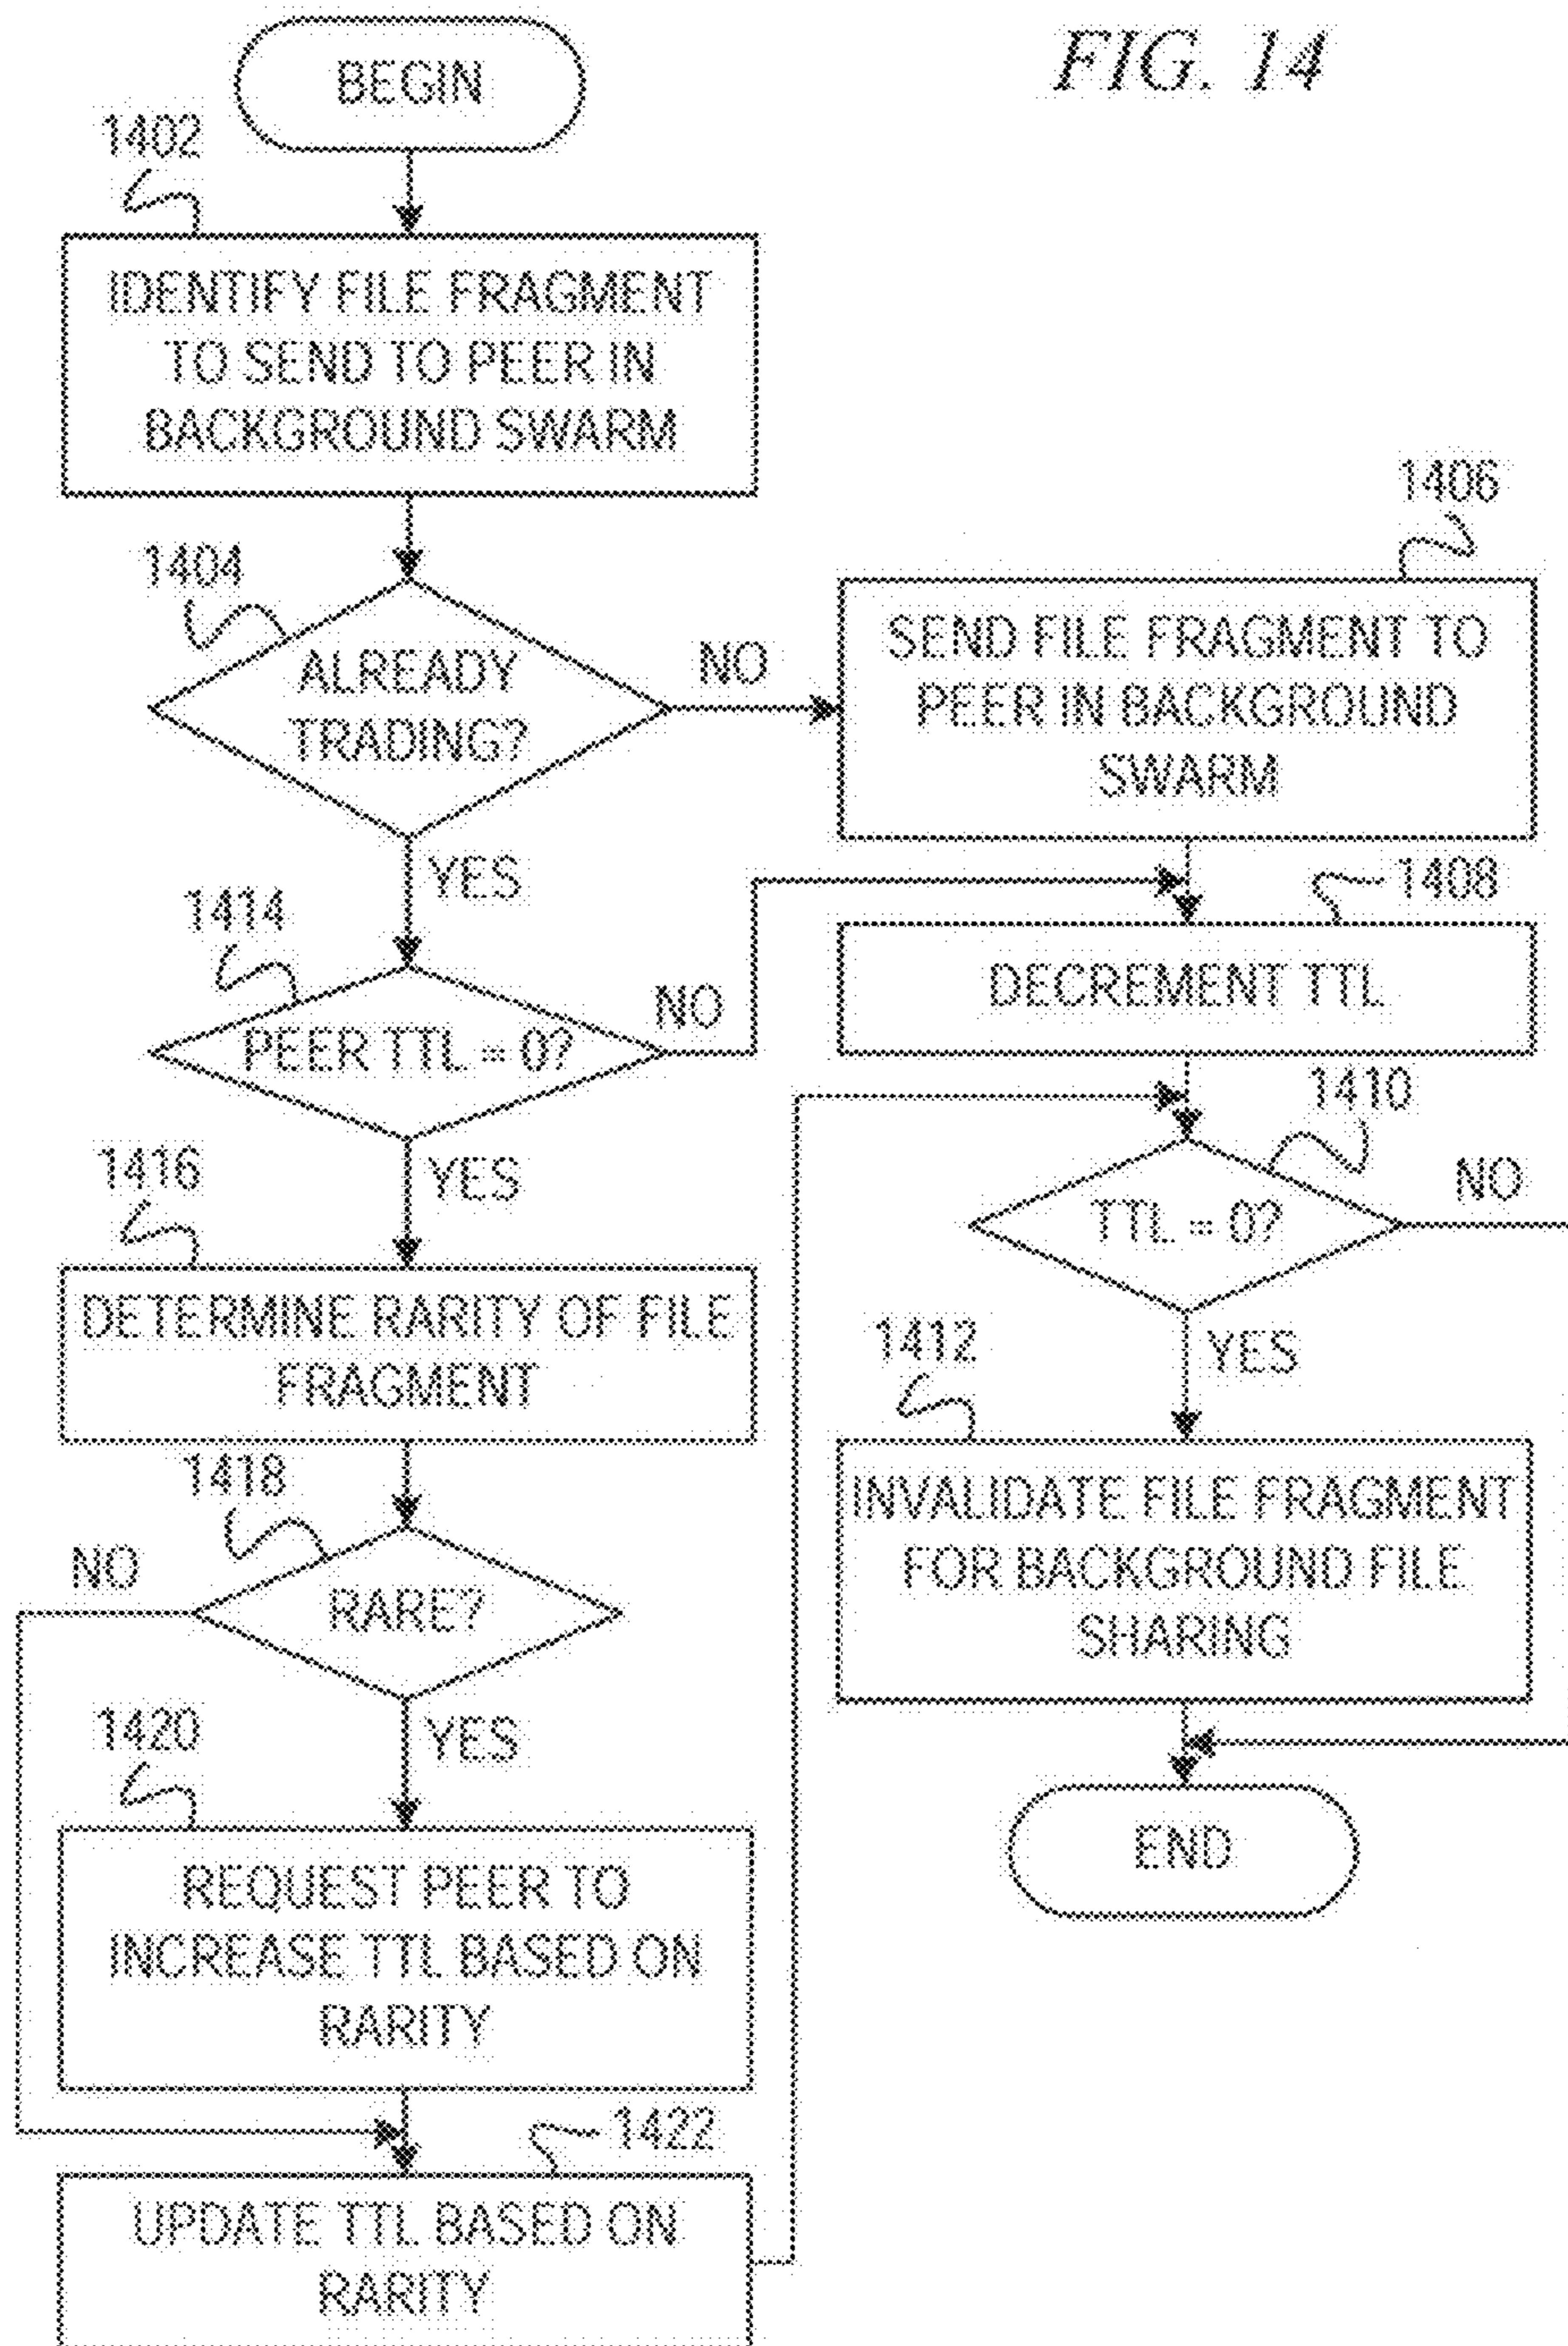 FIG. 14
BEGIN
1402
IDENTIFY FILE FRAGMENT
TO SEND TO PEER IN
BACKGROUND SWARM
1404
ALREADY
TRADING?
NO
YES
1406
SEND FILE FRAGMENT TO
PEER IN BACKGROUND
SWARM
1408
DECREMENT TTL
1414
PEER TTL = 0?
NO
YES
1410
TTL = 0?
NO
YES
1412
INVALIDATE FILE FRAGMENT
FOR BACKGROUND FILE
SHARING
END
1416
DETERMINE RARITY OF FILE
FRAGMENT
1418
RARE?
NO
YES
1420
REQUEST PEER TO
INCREASE TTL BASED ON
RARITY
1422
UPDATE TTL BASED ON
RARITY